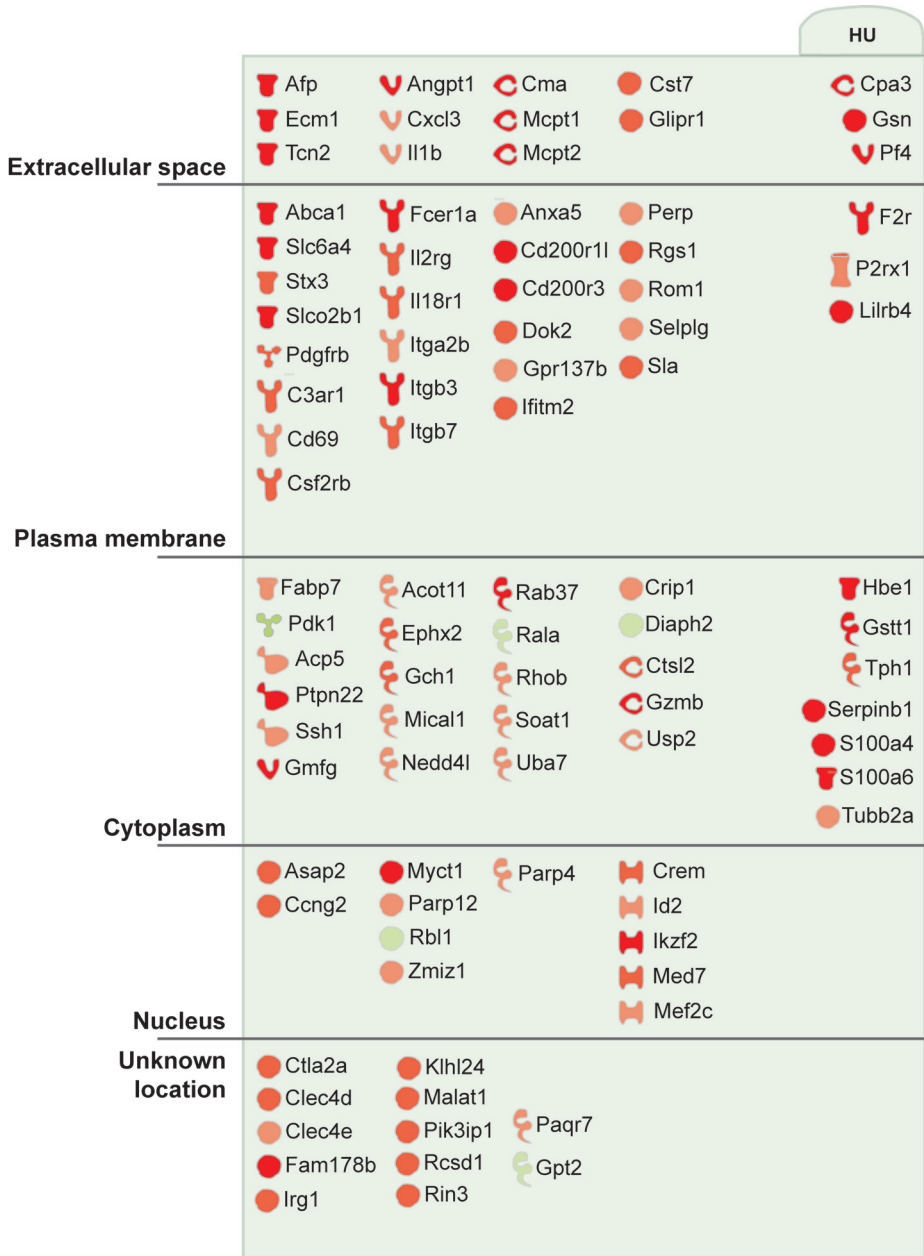 HU
Afp
Ecm1
Tcn2
Angpt1
Cxcl3
Il1b
Cma
Mcpt1
Mcpt2
Cst7
Glipr1
Cpa3
Gsn
Pf4
Extracellular space
Abca1
Slc6a4
Stx3
Slco2b1
Pdgfrb
C3ar1
Cd69
Csf2rb
Fcer1a
Il2rg
Il18r1
Itga2b
Itgb3
Itgb7
Anxa5
Cd200r1l
Cd200r3
Dok2
Gpr137b
Ifitm2
Perp
Rgs1
Rom1
Selplg
Sla
F2r
P2rx1
Lilrb4
Plasma membrane
Fabp7
Pdk1
Acp5
Ptpn22
Ssh1
Gmfg
Acot11
Ephx2
Gch1
Mical1
Nedd4l
Rab37
Rala
Rhob
Soat1
Uba7
Crip1
Diaph2
Ctsl2
Gzmb
Usp2
Hbe1
Gstt1
Tph1
Serpinb1
S100a4
S100a6
Tubb2a
Cytoplasm
Asap2
Ccng2
Myct1
Parp12
Rbl1
Zmiz1
Parp4
Crem
Id2
Ikzf2
Med7
Mef2c
Nucleus
Unknown
location
Ctla2a
Clec4d
Clec4e
Fam178b
Irg1
Klhl24
Malat1
Pik3ip1
Rcsd1
Rin3
Paqr7
Gpt2